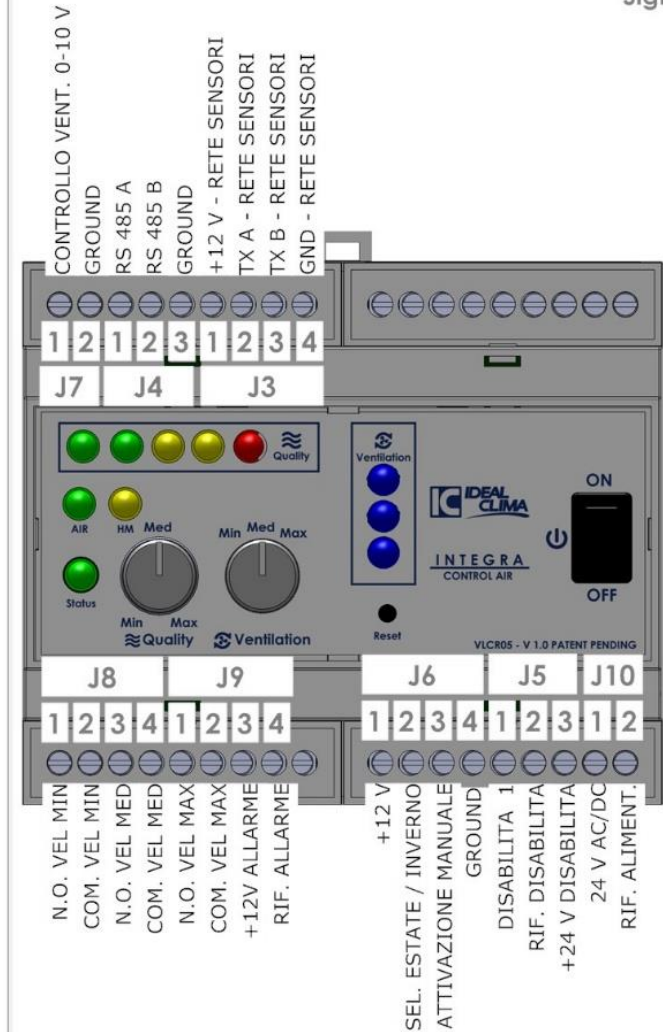 CONTROLLO VENT. 0-10 V
GROUND
RS 485 A
RS 485 B
GROUND
+12 V - RETE SENSORI
TX A - RETE SENSORI
TX B - RETE SENSORI
GND - RETE SENSORI
1 2 1 2 3 1 2 3 4
J7 J4 J3
Quality
Ventilation
AIR HM
Status
Med
Min Max
Quality
Min Med Max
Ventilation
Reset
IC IDEAL CLIMA
INTEGRA
CONTROL AIR
ON
OFF
VLCR05 - V 1.0 PATENT PENDING
J8 J9 J6 J5 J10
1 2 3 4 1 2 3 4 1 2 3 4 1 2 3 1 2
N.O. VEL MIN
COM. VEL MIN
N.O. VEL MED
COM. VEL MED
N.O. VEL MAX
COM. VEL MAX
+12V ALLARME
RIF. ALLARME
+12 V
SEL. ESTATE / INVERNO
ATTIVAZIONE MANUALE
GROUND
DISABILITA 1
RIF. DISABILITA
+24 V DISABILITA
24 V AC/DC
RIF. ALIMENT.